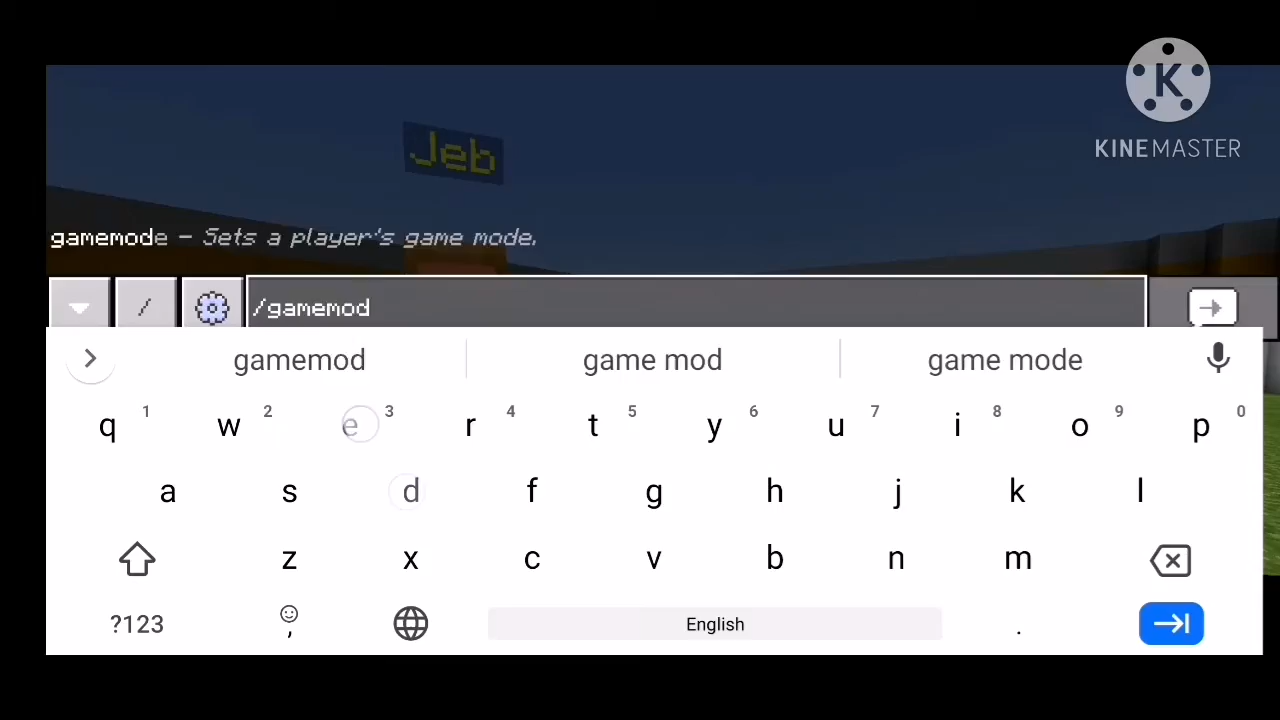 K
KINEMASTER
Jeb
gamemode - Sets a player's game mode.
/
/gamemod
gamemod game mod game mode
q 1 w 2 e 3 r 4 t 5 y 6 u 7 i 8 o 9 p 0
a s d f g h j k l
z x c v b n m
?123 , English .